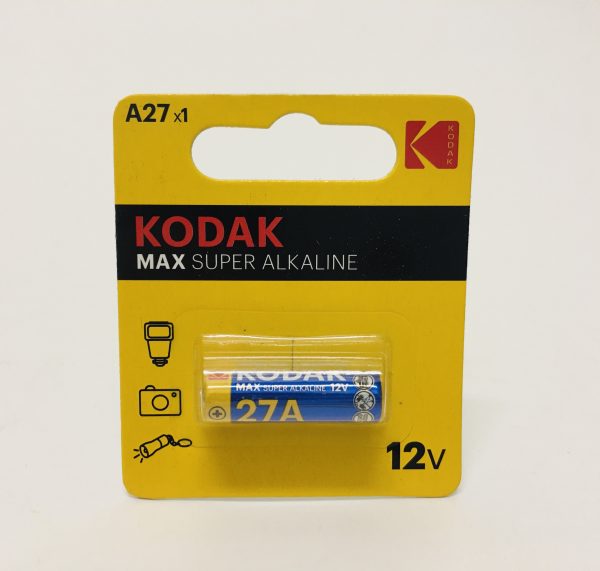 A27 x1
KODAK
KODAK
MAX SUPER ALKALINE
KODAK
MAX SUPER ALKALINE 12V
27A
12V